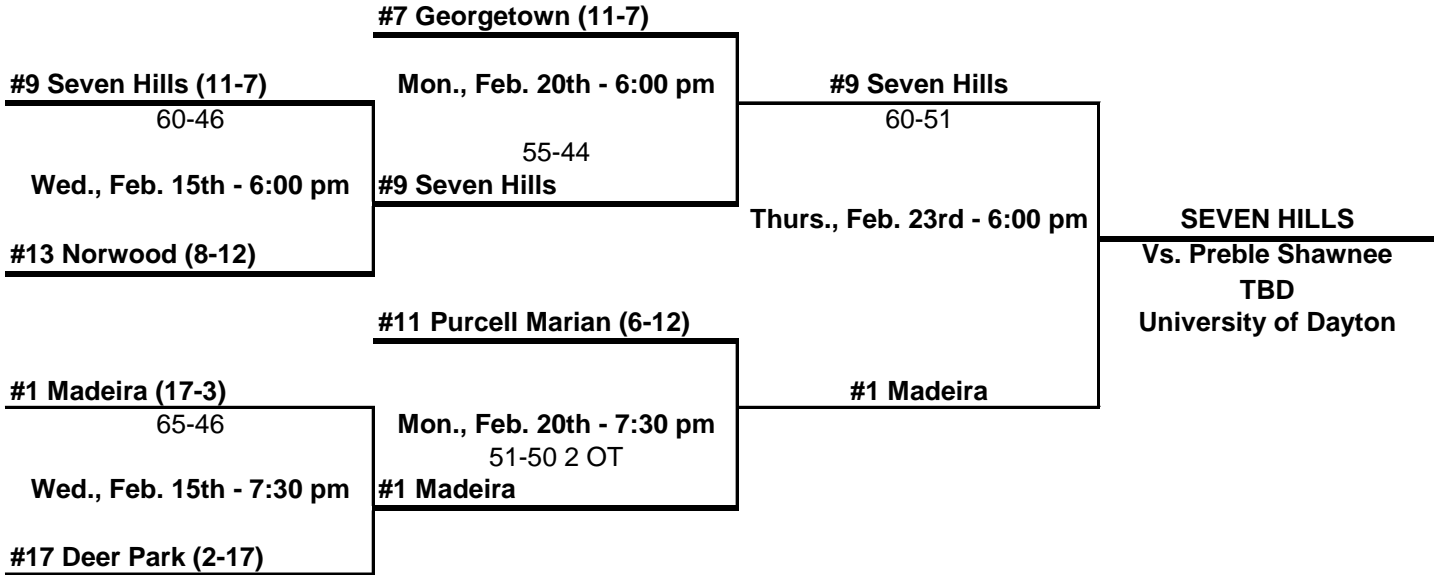 #7 Georgetown (11-7)
#9 Seven Hills (11-7)
Mon., Feb. 20th - 6:00 pm
#9 Seven Hills
60-46
60-51
55-44
Wed., Feb. 15th - 6:00 pm
#9 Seven Hills
Thurs., Feb. 23rd - 6:00 pm
SEVEN HILLS
#13 Norwood (8-12)
Vs. Preble Shawnee
TBD
#11 Purcell Marian (6-12)
University of Dayton
#1 Madeira (17-3)
#1 Madeira
65-46
Mon., Feb. 20th - 7:30 pm
51-50 2 OT
Wed., Feb. 15th - 7:30 pm
#1 Madeira
#17 Deer Park (2-17)